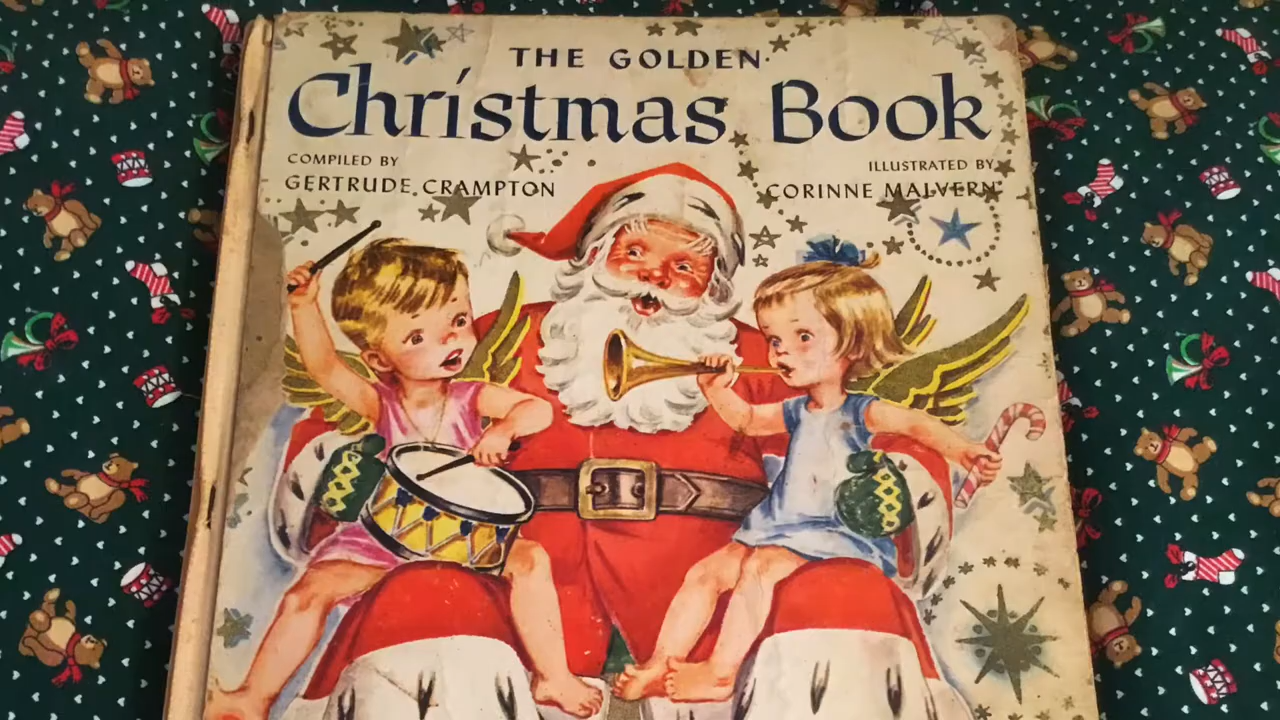 THE GOLDEN
Christmas Book
COMPILED BY
GERTRUDE CRAMPTON
ILLUSTRATED BY
CORINNE MALVERN